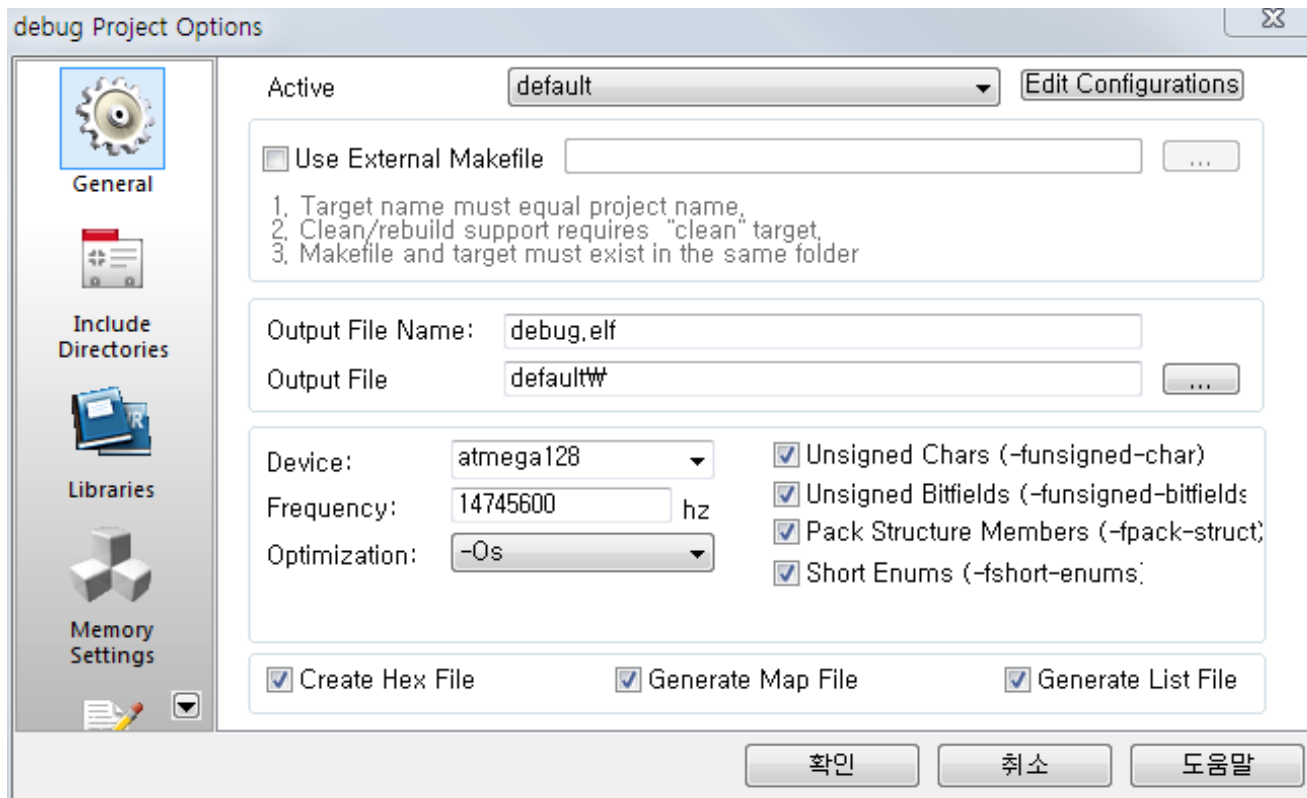 debug Project Options
General
Include
Directories
Libraries
Memory
Settings
Active
default
Edit Configurations
Use External Makefile
...
1. Target name must equal project name.
2. Clean/rebuild support requires "clean" target.
3. Makefile and target must exist in the same folder
Output File Name:
debug.elf
Output File
default₩
...
Device:
atmega128
Frequency:
14745600
hz
Optimization:
-Os
Unsigned Chars (-funsigned-char)
Unsigned Bitfields (-funsigned-bitfields
Pack Structure Members (-fpack-struct)
Short Enums (-fshort-enums)
Create Hex File
Generate Map File
Generate List File
확인
취소
도움말